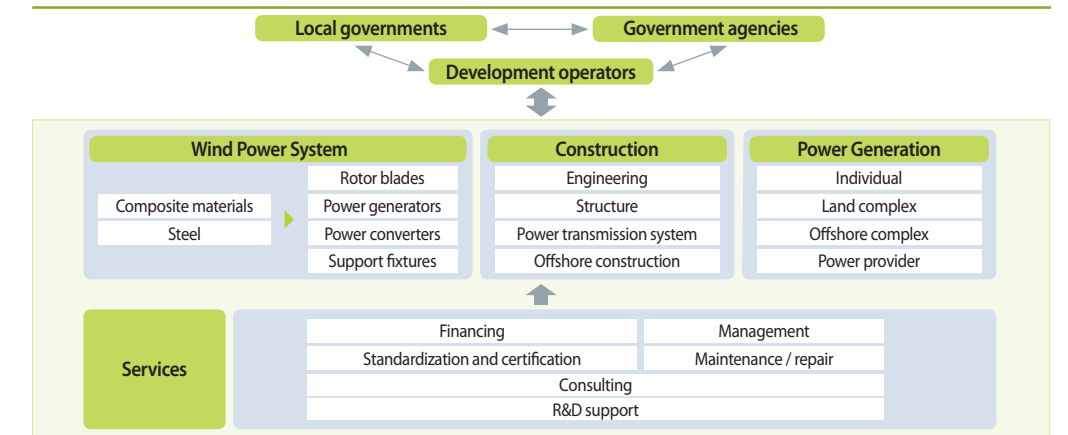 Local governments
Government agencies
Development operators
Wind Power System
Composite materials
Steel
Rotor blades
Power generators
Power converters
Support fixtures
Construction
Engineering
Structure
Power transmission system
Offshore construction
Power Generation
Individual
Land complex
Offshore complex
Power provider
Services
Financing
Management
Standardization and certification
Maintenance / repair
Consulting
R&D support